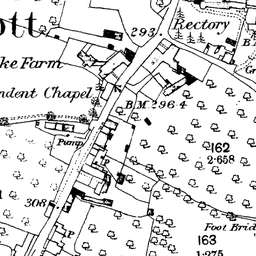 ott
Rectory
293
ke Farm
ndent Chapel
B.M. 296.4
Pump
P
162
2.658
308
P
Foot Brid
163
1.275